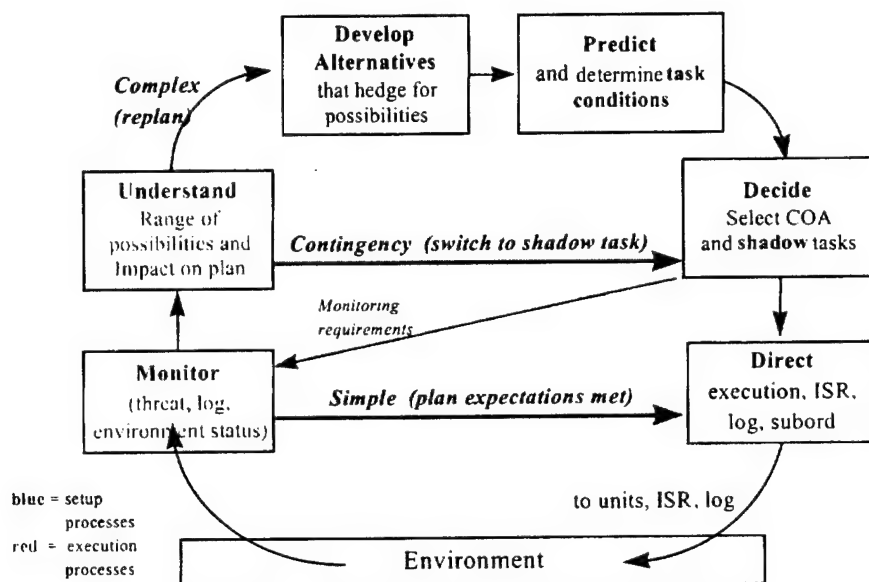 Develop
Alternatives
that hedge for
possibilities
Predict
and determine task
conditions
Complex
(replan)
Understand
Range of
possibilities and
Impact on plan
Contingency (switch to shadow task)
Decide
Select COA
and shadow tasks
Monitoring
requirements
Monitor
(threat, log,
environment status)
Simple (plan expectations met)
Direct
execution, ISR,
log, subord
to units, ISR, log
blue = setup
processes
red = execution
processes
Environment